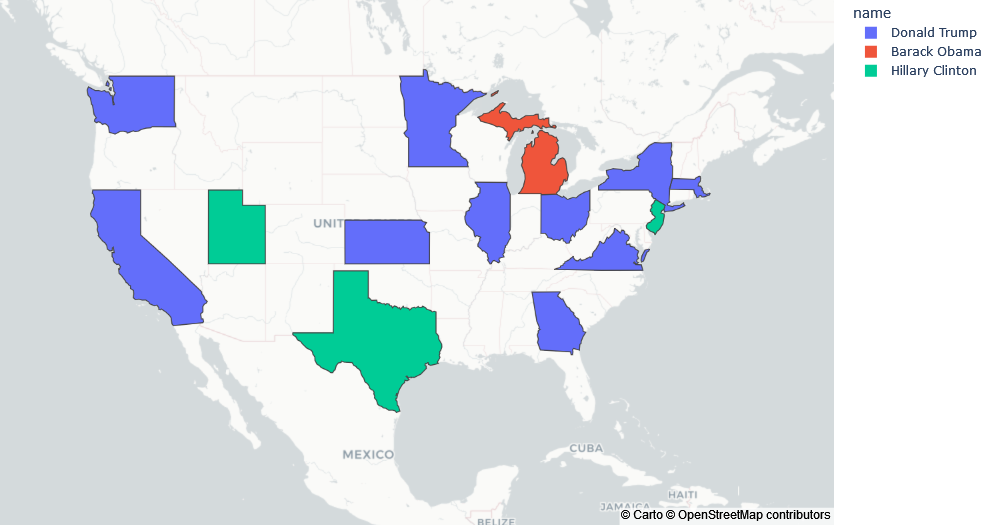 name
Donald Trump
Barack Obama
Hillary Clinton
UNIT
MEXICO
CUBA
HAITI
JAMAICA
BELIZE
© Carto © OpenStreetMap contributors